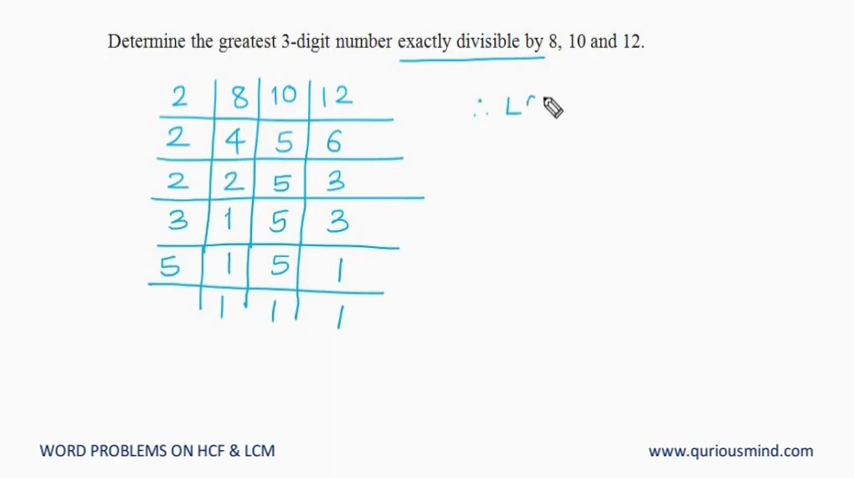 Determine the greatest 3-digit number exactly divisible by 8, 10 and 12.
2 8 10 12
∴ L
2 4 5 6
2 2 5 3
3 1 5 3
5 1 5 1
1 1 1
WORD PROBLEMS ON HCF & LCM
www.quriousmind.com